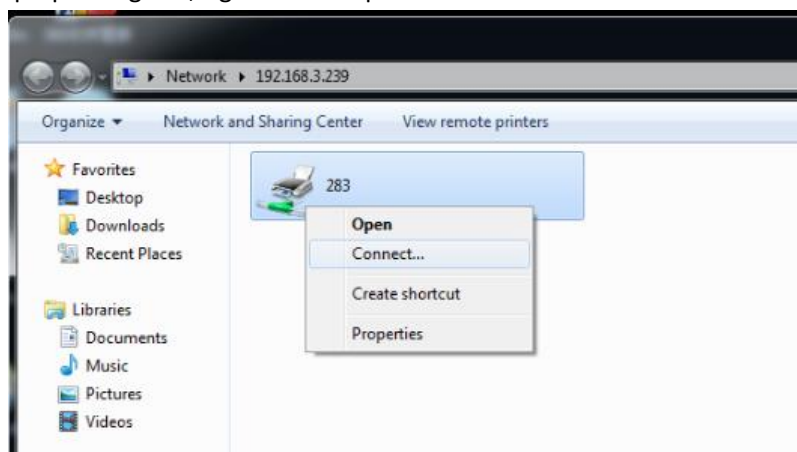 Network ▸ 192.168.3.239
Organize ▾ Network and Sharing Center View remote printers
Favorites
Desktop
Downloads
Recent Places
Libraries
Documents
Music
Pictures
Videos
283
Open
Connect...
Create shortcut
Properties